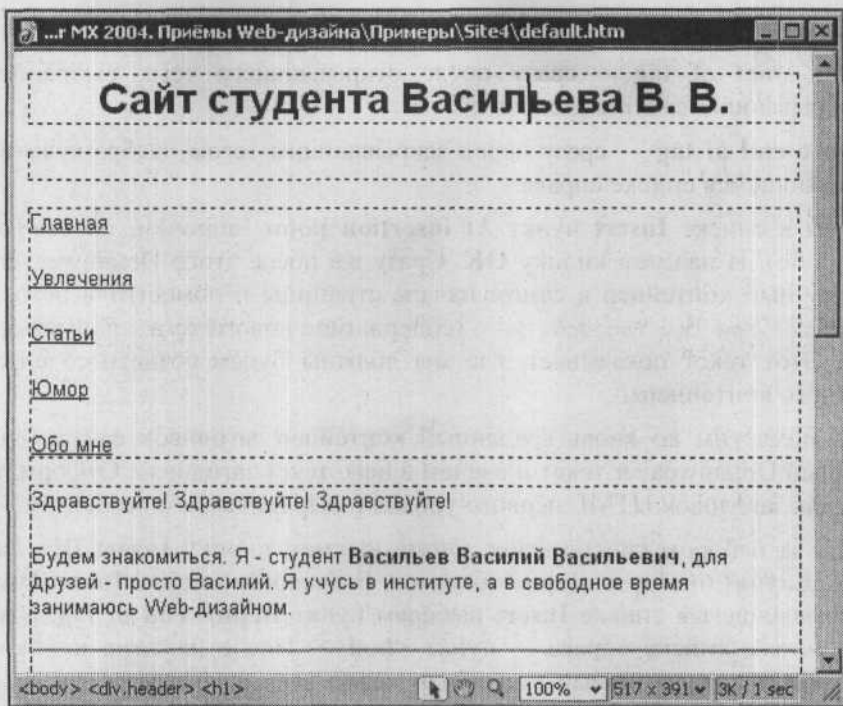 ...r MX 2004. Приёмы Web-дизайна\Примеры\Site4\default.htm
Сайт студента Васильева В. В.
Главная
Увлечения
Статьи
Юмор
Обо мне
Здравствуйте! Здравствуйте! Здравствуйте!
Будем знакомиться. Я - студент Васильев Василий Васильевич, для
друзей - просто Василий. Я учусь в институте, а в свободное время
занимаюсь Web-дизайном.
<body> <div.header> <h1> 100% 517 x 391 3K / 1 sec